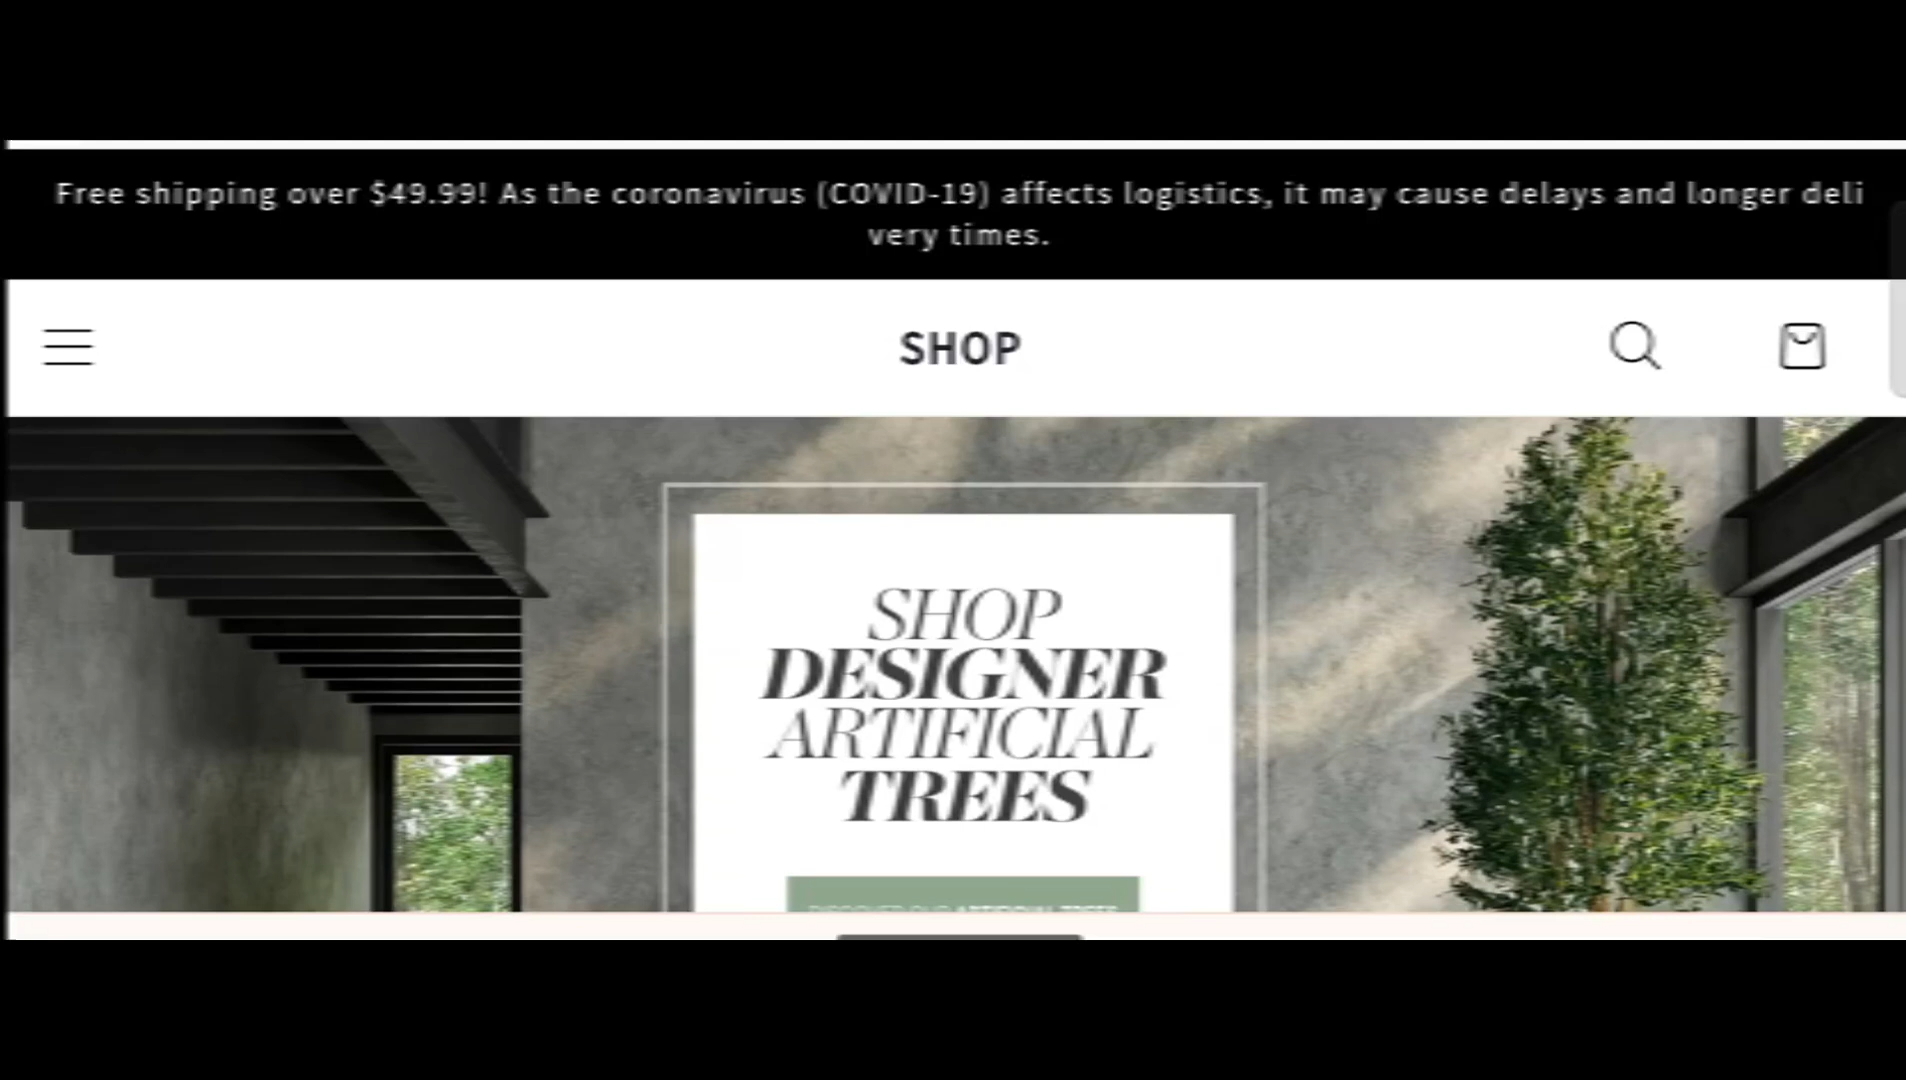 Free shipping over $49.99! As the coronavirus (COVID-19) affects logistics, it may cause delays and longer deli
very times.
SHOP
SHOP
DESIGNER
ARTIFICIAL
TREES